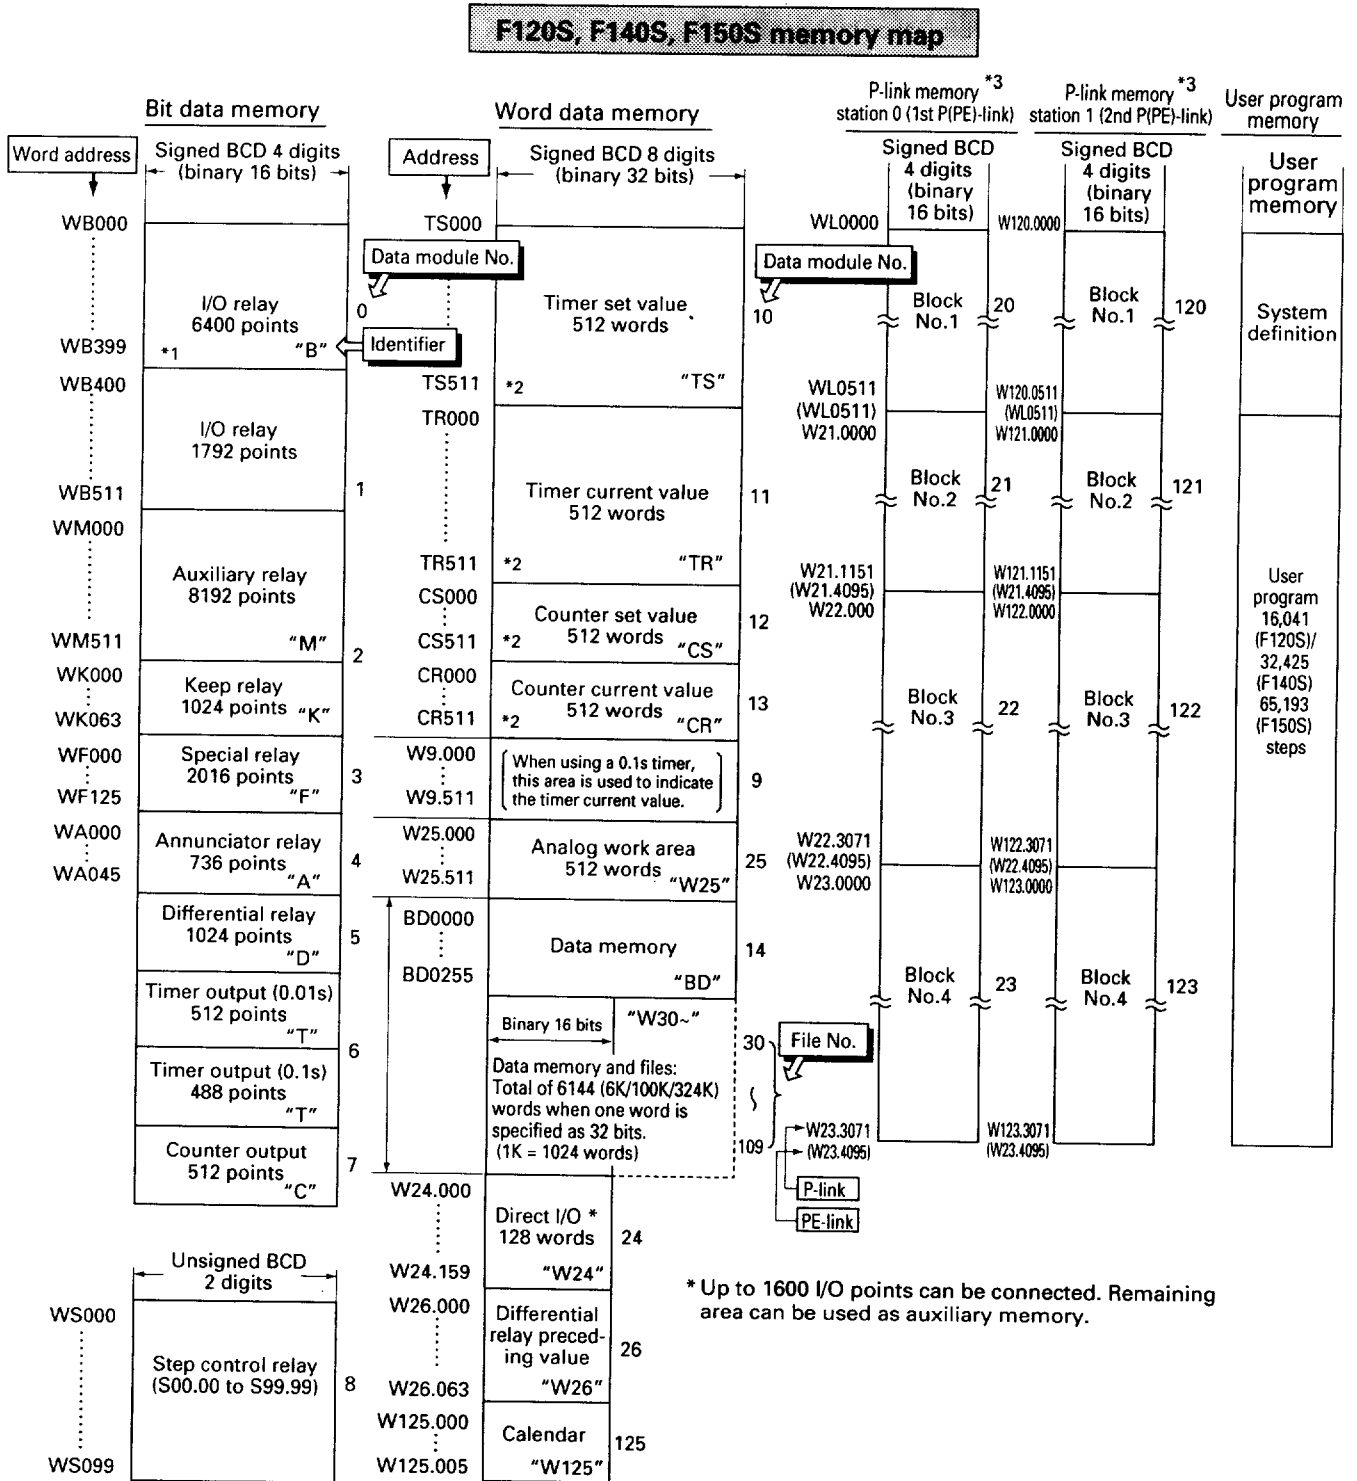 F120S, F140S, F150S memory map
Bit data memory
Word address
Signed BCD 4 digits
(binary 16 bits)
WB000
I/O relay
6400 points
WB399
*1
"B"
0
Data module No.
Identifier
WB400
I/O relay
1792 points
WB511
1
WM000
Auxiliary relay
8192 points
WM511
"M"
2
WK000
Keep relay
1024 points "K"
WK063
WF000
Special relay
2016 points
"F"
3
WF125
WA000
Annunciator relay
736 points
"A"
4
WA045
Differential relay
1024 points
"D"
5
Timer output (0.01s)
512 points
"T"
6
Timer output (0.1s)
488 points
"T"
Counter output
512 points
"C"
7
Unsigned BCD
2 digits
WS000
Step control relay
(S00.00 to S99.99)
8
WS099
Word data memory
Address
Signed BCD 8 digits
(binary 32 bits)
TS000
Timer set value
512 words
Data module No.
10
TS511
*2
"TS"
TR000
Timer current value
512 words
11
TR511
*2
"TR"
CS000
Counter set value
512 words
12
CS511
*2
"CS"
CR000
Counter current value
512 words
13
CR511
*2
"CR"
W9.000
When using a 0.1s timer,
this area is used to indicate
the timer current value.
9
W9.511
W25.000
Analog work area
512 words
25
W25.511
"W25"
BD0000
Data memory
14
BD0255
"BD"
Binary 16 bits
"W30~"
30
File No.
109
Data memory and files:
Total of 6144 (6K/100K/324K)
words when one word is
specified as 32 bits.
(1K = 1024 words)
W24.000
Direct I/O *
128 words
24
W24.159
"W24"
W26.000
Differential
relay preced-
ing value
26
W26.063
"W26"
W125.000
Calendar
125
W125.005
"W125"
P-link memory *3
station 0 (1st P(PE)-link)
Signed BCD
4 digits
(binary
16 bits)
WL0000
Block
No.1
20
WL0511
(WL0511)
W21.0000
Block
No.2
21
W21.1151
(W21.4095)
W22.000
Block
No.3
22
W22.3071
(W22.4095)
W23.0000
Block
No.4
23
W23.3071
(W23.4095)
P-link
PE-link
P-link memory *3
station 1 (2nd P(PE)-link)
Signed BCD
4 digits
(binary
16 bits)
W120.0000
Block
No.1
120
W120.0511
(WL0511)
W121.0000
Block
No.2
121
W121.1151
(W21.4095)
W122.0000
Block
No.3
122
W122.3071
(W22.4095)
W123.0000
Block
No.4
123
W123.3071
(W23.4095)
User program
memory
User
program
memory
System
definition
User
program
16,041
(F120S)/
32,425
(F140S)
65,193
(F150S)
steps
* Up to 1600 I/O points can be connected. Remaining
area can be used as auxiliary memory.